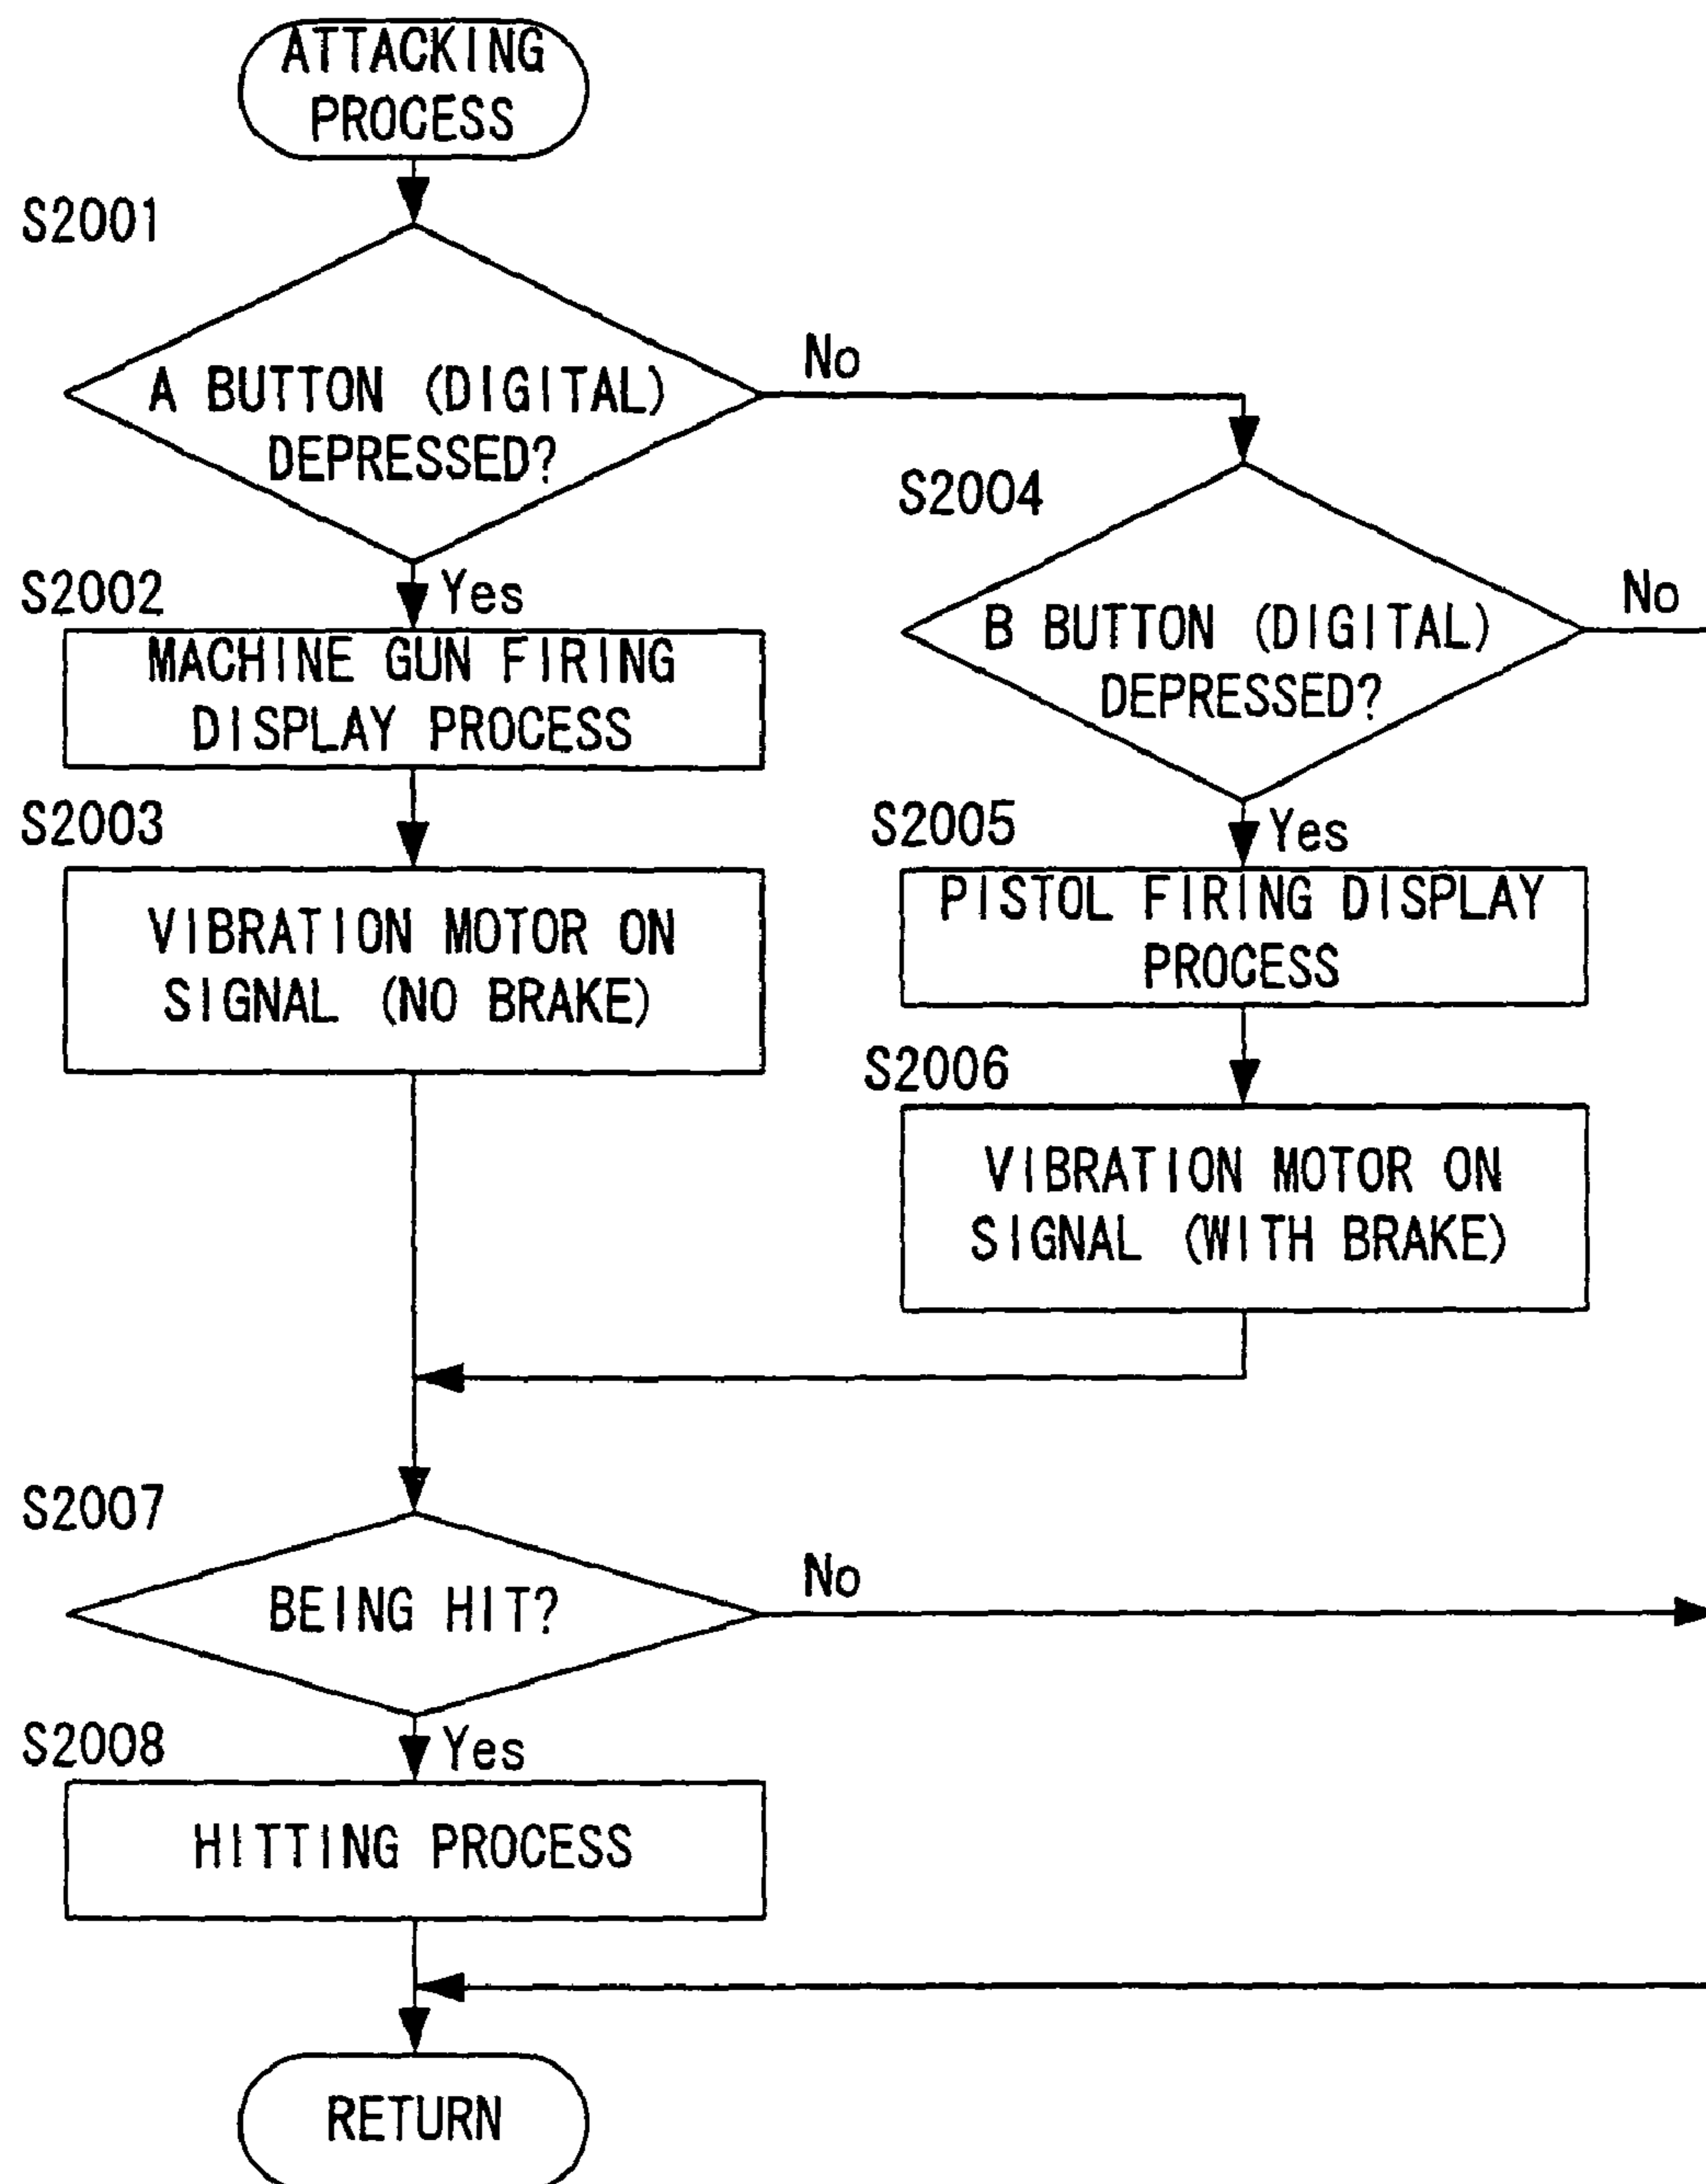 ATTACKING
PROCESS
S2001
A BUTTON (DIGITAL)
DEPRESSED?
No
S2002
Yes
MACHINE GUN FIRING
DISPLAY PROCESS
S2003
VIBRATION MOTOR ON
SIGNAL (NO BRAKE)
S2004
B BUTTON (DIGITAL)
DEPRESSED?
No
S2005
Yes
PISTOL FIRING DISPLAY
PROCESS
S2006
VIBRATION MOTOR ON
SIGNAL (WITH BRAKE)
S2007
BEING HIT?
No
S2008
Yes
HITTING PROCESS
RETURN